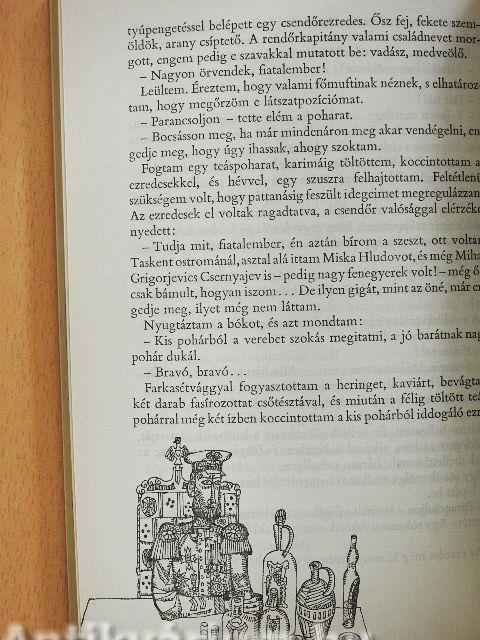 tyúpengetéssel belépett egy csendőrezredes. Ősz fej, fekete szem-
öldök, arany csíptető. A rendőrkapitány valami családnevet mor-
gott, engem pedig e szavakkal mutatott be: vadász, medveölő.
– Nagyon örvendek, fiatalember!
Leültem. Éreztem, hogy valami főmuftinak néznek, s elhatároz-
tam, hogy megőrzöm e látszatpozíciómat.
– Parancsoljon – tette elém a poharat.
– Bocsásson meg, ha már mindenáron meg akar vendégelni, en
gedje meg, hogy úgy ihassak, ahogy szoktam.
Fogtam egy teáspoharat, karimáig töltöttem, koccintottam a
ezredesekkel, és hévvel, egy szuszra felhajtottam. Feltétleni
szükségem volt, hogy pattanásig feszült idegeimet megregulázzan
Az ezredesek el voltak ragadtatva, a csendőr valósággal elérzéke
nyedett:
– Tudja mit, fiatalember, én aztán bírom a szeszt, ott voltar
Taskent ostrománál, asztal alá ittam Miska Hludovot, és még Miha
Grigorjevics Csernyajev is – pedig nagy fenegyerek volt! – még ő
csak bámult, hogyan iszom... De ilyen gigát, mint az öné, már en
gedje meg, ilyet még nem láttam.
Nyugtáztam a bókot, és azt mondtam:
– Kis pohárból a verebet szokás megitatni, a jó barátnak nag
pohár dukál.
– Bravó, bravó...
Farkasétvággyal fogyasztottam a heringet, kaviárt, bevágta
két darab fasírozottat csőtésztával, és miután a félig töltött teá
pohárral még két ízben koccintottam a kis pohárból iddogáló ezr